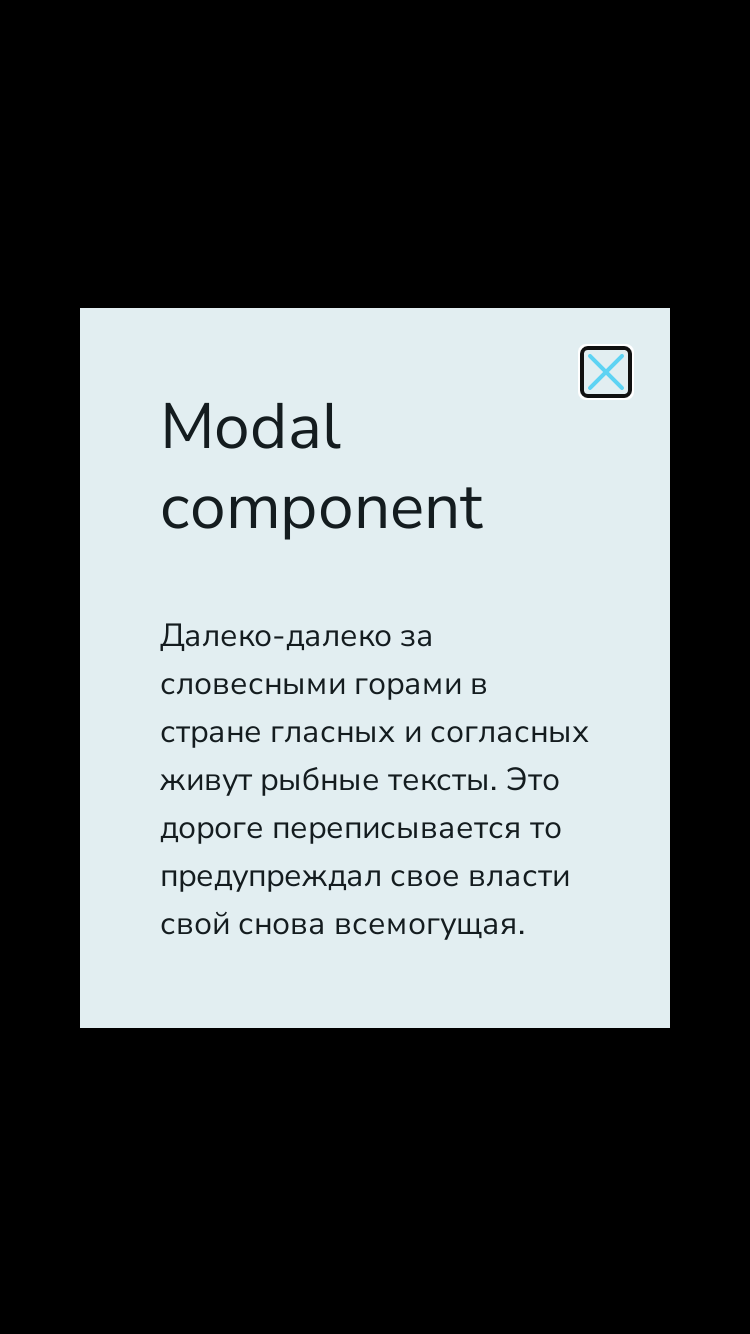 Modal
component
Далеко-далеко за
словесными горами в
стране гласных и согласных
живут рыбные тексты. Это
дороге переписывается то
предупреждал свое власти
свой снова всемогущая.